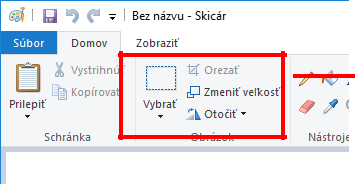 Bez názvu - Skicár
Súbor Domov Zobraziť
Prilepiť
Vystrihnúť
Kopírovať
Schránka
Vybrať
Orezať
Zmeniť veľkosť
Otočiť
Obrázok
Nástroje